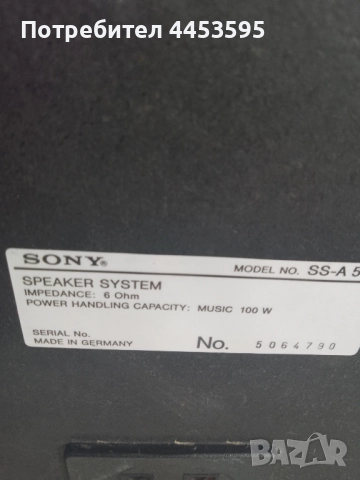 Потребител 4453595
SONY®
MODEL NO. SS-A 5
SPEAKER SYSTEM
IMPEDANCE: 6 Ohm
POWER HANDLING CAPACITY: MUSIC 100 W
SERIAL No.
MADE IN GERMANY
No. 5064790
BAZAR